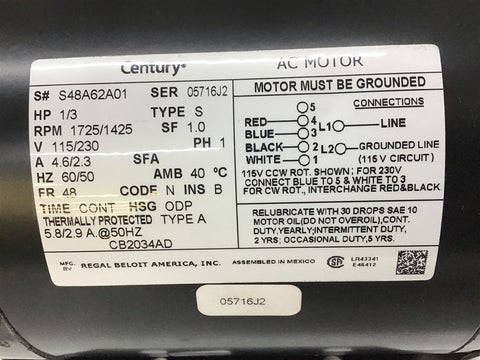 Century®
AC MOTOR
S# S48A62A01 SER 05716J2
HP 1/3 TYPE S
RPM 1725/1425 SF 1.0
V 115/230 PH 1
A 4.6/2.3 SFA
HZ 60/50 AMB 40 °C
FR 48 CODE N INS B
TIME CONT HSG ODP
THERMALLY PROTECTED TYPE A
5.8/2.9 A.@50HZ
CB2034AD
MOTOR MUST BE GROUNDED
CONNECTIONS
5
RED 4 L1 LINE
BLUE 3
BLACK 2 L2 GROUNDED LINE
WHITE 1 (115 V CIRCUIT)
115V CCW ROT. SHOWN; FOR 230V
CONNECT BLUE TO 5 & WHITE TO 3
FOR CW ROT., INTERCHANGE RED&BLACK.
RELUBRICATE WITH 30 DROPS SAE 10
MOTOR OIL(DO NOT OVEROIL),CONT.
DUTY,YEARLY;INTERMITTENT DUTY,
2 YRS; OCCASIONAL DUTY,5 YRS.
MFG. BY REGAL BELOIT AMERICA, INC. ASSEMBLED IN MEXICO
LR43341
E46412
05716J2